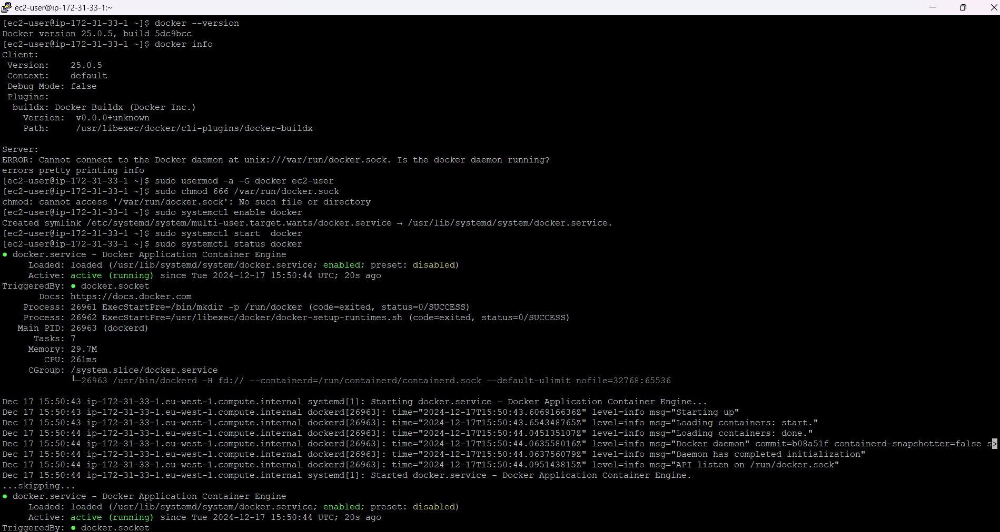 ec2-user@ip-172-31-33-1:~
[ec2-user@ip-172-31-33-1 ~]$ docker --version
Docker version 25.0.5, build 5dc9bcc
[ec2-user@ip-172-31-33-1 ~]$ docker info
Client:
 Version:    25.0.5
 Context:    default
 Debug Mode: false
 Plugins:
  buildx: Docker Buildx (Docker Inc.)
    Version:  v0.0.0+unknown
    Path:     /usr/libexec/docker/cli-plugins/docker-buildx

Server:
ERROR: Cannot connect to the Docker daemon at unix:///var/run/docker.sock. Is the docker daemon running?
errors pretty printing info
[ec2-user@ip-172-31-33-1 ~]$ sudo usermod -a -G docker ec2-user
[ec2-user@ip-172-31-33-1 ~]$ sudo chmod 666 /var/run/docker.sock
chmod: cannot access '/var/run/docker.sock': No such file or directory
[ec2-user@ip-172-31-33-1 ~]$ sudo systemctl enable docker
Created symlink /etc/systemd/system/multi-user.target.wants/docker.service → /usr/lib/systemd/system/docker.service.
[ec2-user@ip-172-31-33-1 ~]$ sudo systemctl start  docker
[ec2-user@ip-172-31-33-1 ~]$ sudo systemctl status docker
● docker.service - Docker Application Container Engine
     Loaded: loaded (/usr/lib/systemd/system/docker.service; enabled; preset: disabled)
     Active: active (running) since Tue 2024-12-17 15:50:44 UTC; 20s ago
TriggeredBy: ● docker.socket
       Docs: https://docs.docker.com
    Process: 26961 ExecStartPre=/bin/mkdir -p /run/docker (code=exited, status=0/SUCCESS)
    Process: 26962 ExecStartPre=/usr/libexec/docker/docker-setup-runtimes.sh (code=exited, status=0/SUCCESS)
   Main PID: 26963 (dockerd)
      Tasks: 7
     Memory: 29.7M
        CPU: 261ms
     CGroup: /system.slice/docker.service
             └─26963 /usr/bin/dockerd -H fd:// --containerd=/run/containerd/containerd.sock --default-ulimit nofile=32768:65536

Dec 17 15:50:43 ip-172-31-33-1.eu-west-1.compute.internal systemd[1]: Starting docker.service - Docker Application Container Engine...
Dec 17 15:50:43 ip-172-31-33-1.eu-west-1.compute.internal dockerd[26963]: time="2024-12-17T15:50:43.606916636Z" level=info msg="Starting up"
Dec 17 15:50:43 ip-172-31-33-1.eu-west-1.compute.internal dockerd[26963]: time="2024-12-17T15:50:43.654348765Z" level=info msg="Loading containers: start."
Dec 17 15:50:44 ip-172-31-33-1.eu-west-1.compute.internal dockerd[26963]: time="2024-12-17T15:50:44.045135107Z" level=info msg="Loading containers: done."
Dec 17 15:50:44 ip-172-31-33-1.eu-west-1.compute.internal dockerd[26963]: time="2024-12-17T15:50:44.063558016Z" level=info msg="Docker daemon" commit=b08a51f containerd-snapshotter=false s>
Dec 17 15:50:44 ip-172-31-33-1.eu-west-1.compute.internal dockerd[26963]: time="2024-12-17T15:50:44.063756079Z" level=info msg="Daemon has completed initialization"
Dec 17 15:50:44 ip-172-31-33-1.eu-west-1.compute.internal dockerd[26963]: time="2024-12-17T15:50:44.095143815Z" level=info msg="API listen on /run/docker.sock"
Dec 17 15:50:44 ip-172-31-33-1.eu-west-1.compute.internal systemd[1]: Started docker.service - Docker Application Container Engine.
...skipping...
● docker.service - Docker Application Container Engine
     Loaded: loaded (/usr/lib/systemd/system/docker.service; enabled; preset: disabled)
     Active: active (running) since Tue 2024-12-17 15:50:44 UTC; 20s ago
TriggeredBy: ● docker.socket